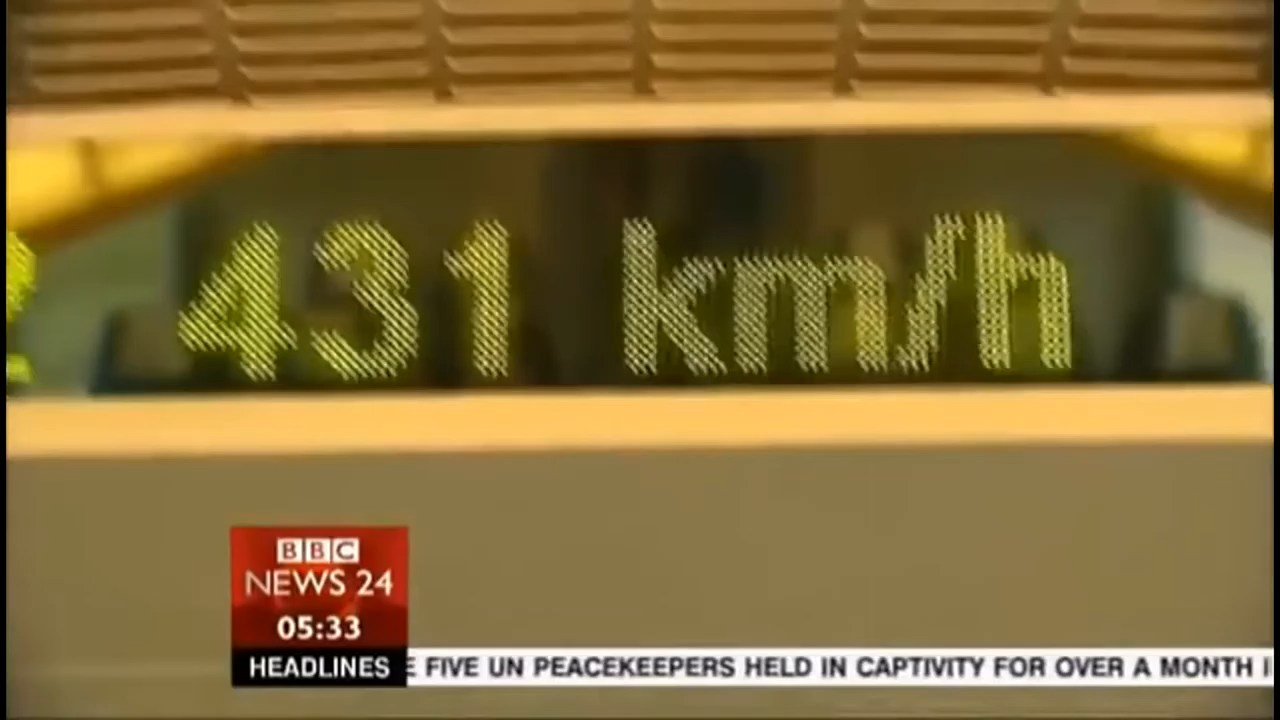 431 km/h
BBC
NEWS 24
05:33
HEADLINES
FIVE UN PEACEKEEPERS HELD IN CAPTIVITY FOR OVER A MONTH